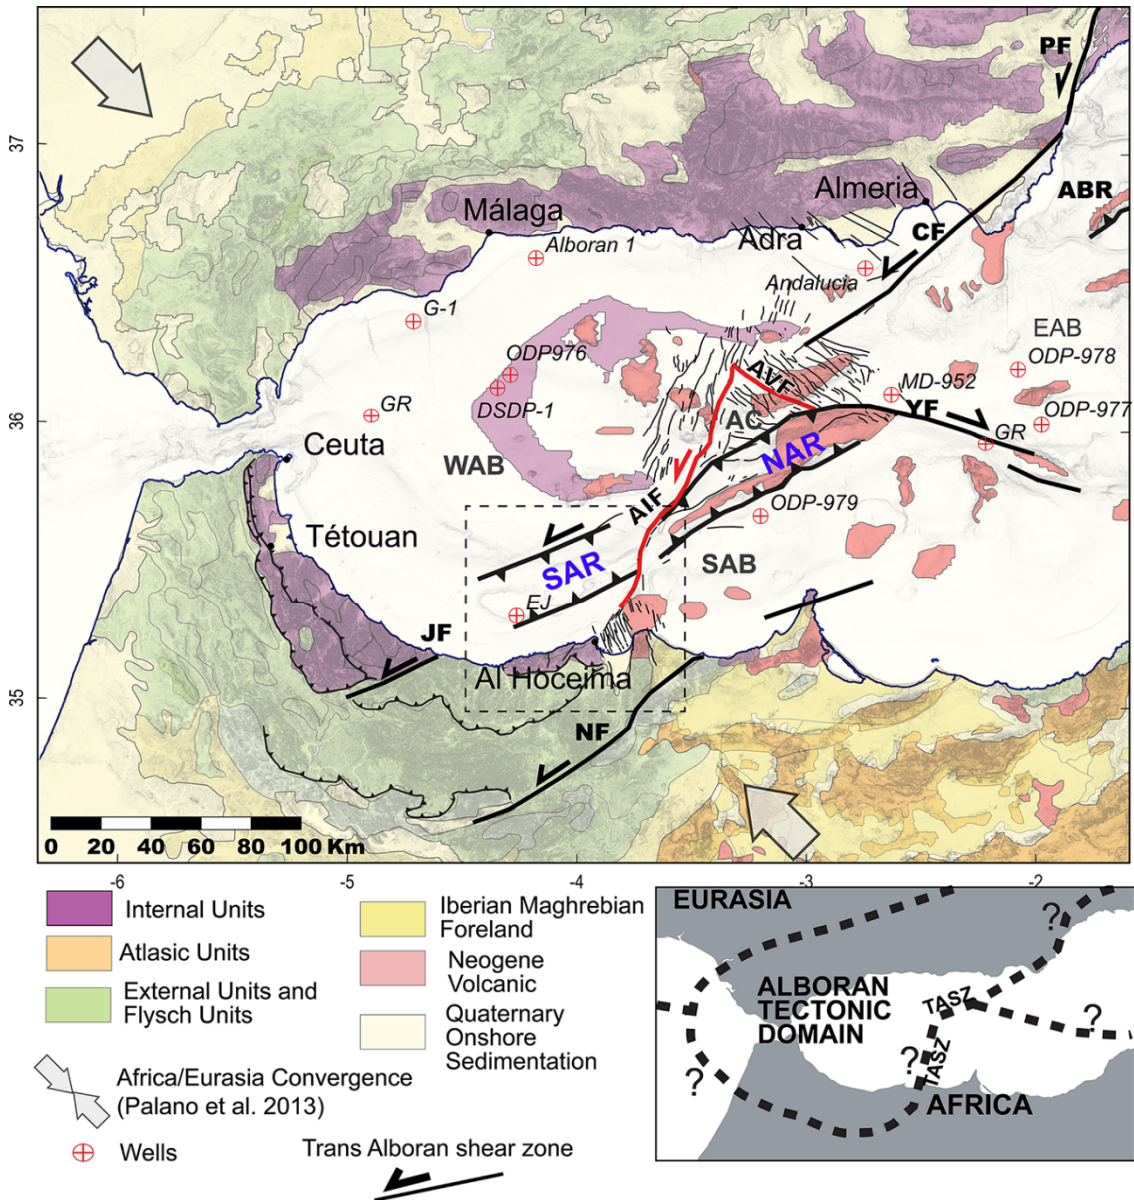 PF
37
Almeria
ABR
Málaga
CF
Adra
Alboran 1
Andalucia
G-1
EAB
ODP976
ODP-978
AVF
MD-952
DSDP-1
YF
ODP-977
GR
AC
GR
36
Ceuta
NAR
WAB
AIF
ODP-979
Tétouan
SAR
SAB
EJ
JF
Al Hoceima
35
NF
0 20 40 60 80 100 Km
-6 -5 -4 -3 -2
Internal Units
Atlasic Units
External Units and
Flysch Units
Iberian Maghrebian
Foreland
Neogene
Volcanic
Quaternary
Onshore
Sedimentation
Africa/Eurasia Convergence
(Palano et al. 2013)
Wells
Trans Alboran shear zone
EURASIA
?
ALBORAN
TECTONIC
DOMAIN
TASZ
?
?
TASZ
?
AFRICA